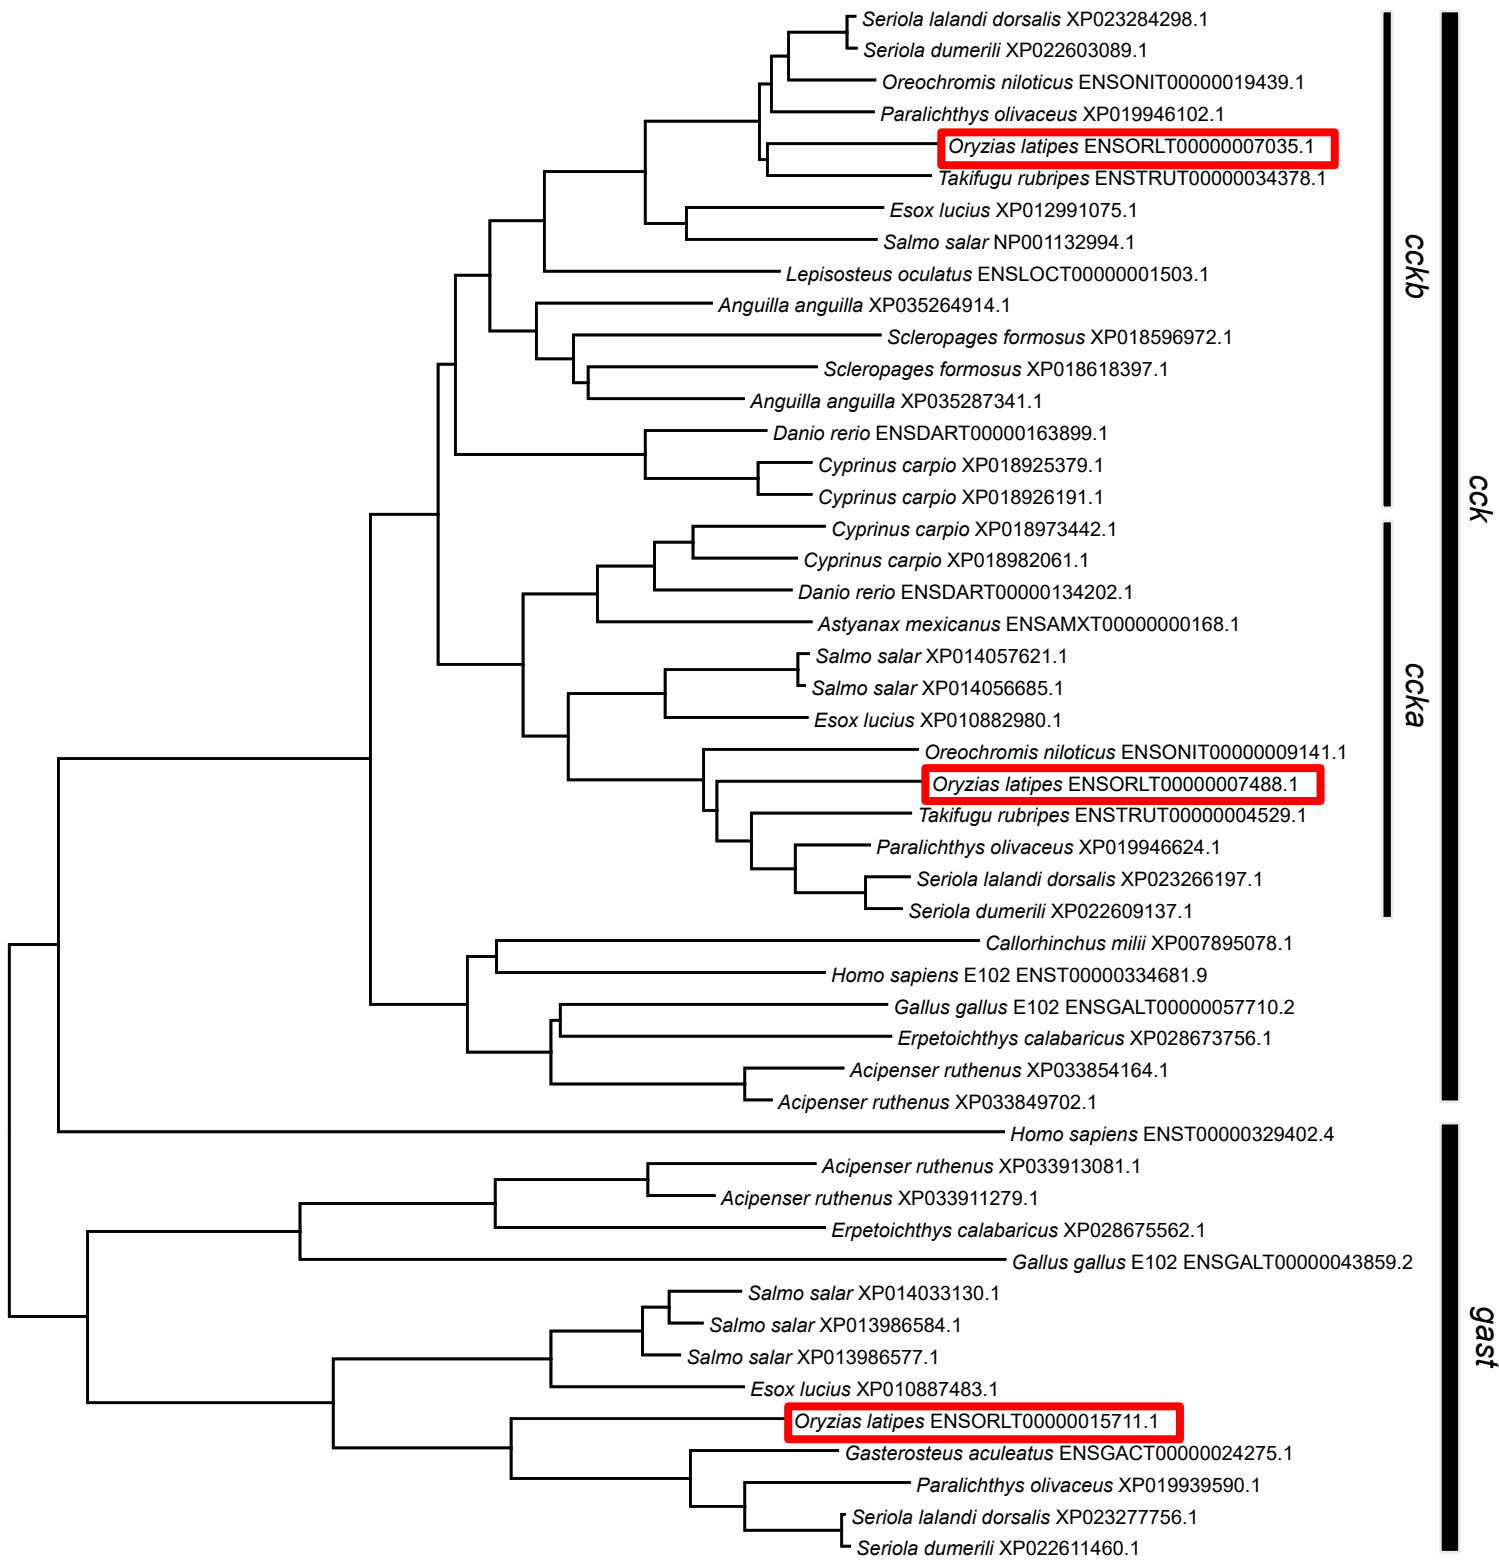 Seriola lalandi dorsalis XP023284298.1
Seriola dumerili XP022603089.1
Oreochromis niloticus ENSONIT00000019439.1
Paralichthys olivaceus XP019946102.1
Oryzias latipes ENSORLT00000007035.1
Takifugu rubripes ENSTRUT00000034378.1
Esox lucius XP012991075.1
Salmo salar NP001132994.1
Lepisosteus oculatus ENSLOCT00000001503.1
Anguilla anguilla XP035264914.1
Scleropages formosus XP018596972.1
Scleropages formosus XP018618397.1
Anguilla anguilla XP035287341.1
Danio rerio ENSDART00000163899.1
Cyprinus carpio XP018925379.1
Cyprinus carpio XP018926191.1
cckb
Cyprinus carpio XP018973442.1
Cyprinus carpio XP018982061.1
Danio rerio ENSDART00000134202.1
Astyanax mexicanus ENSAMXT00000000168.1
Salmo salar XP014057621.1
Salmo salar XP014056685.1
Esox lucius XP010882980.1
Oreochromis niloticus ENSONIT00000009141.1
Oryzias latipes ENSORLT00000007488.1
Takifugu rubripes ENSTRUT00000004529.1
Paralichthys olivaceus XP019946624.1
Seriola lalandi dorsalis XP023266197.1
Seriola dumerili XP022609137.1
ccka
Callorhinchus milii XP007895078.1
Homo sapiens E102 ENST00000334681.9
Gallus gallus E102 ENSGALT00000057710.2
Erpetoichthys calabaricus XP028673756.1
Acipenser ruthenus XP033854164.1
Acipenser ruthenus XP033849702.1
cck
Homo sapiens ENST00000329402.4
Acipenser ruthenus XP033913081.1
Acipenser ruthenus XP033911279.1
Erpetoichthys calabaricus XP028675562.1
Gallus gallus E102 ENSGALT00000043859.2
Salmo salar XP014033130.1
Salmo salar XP013986584.1
Salmo salar XP013986577.1
Esox lucius XP010887483.1
Oryzias latipes ENSORLT00000015711.1
Gasterosteus aculeatus ENSGACT00000024275.1
Paralichthys olivaceus XP019939590.1
Seriola lalandi dorsalis XP023277756.1
Seriola dumerili XP022611460.1
gast